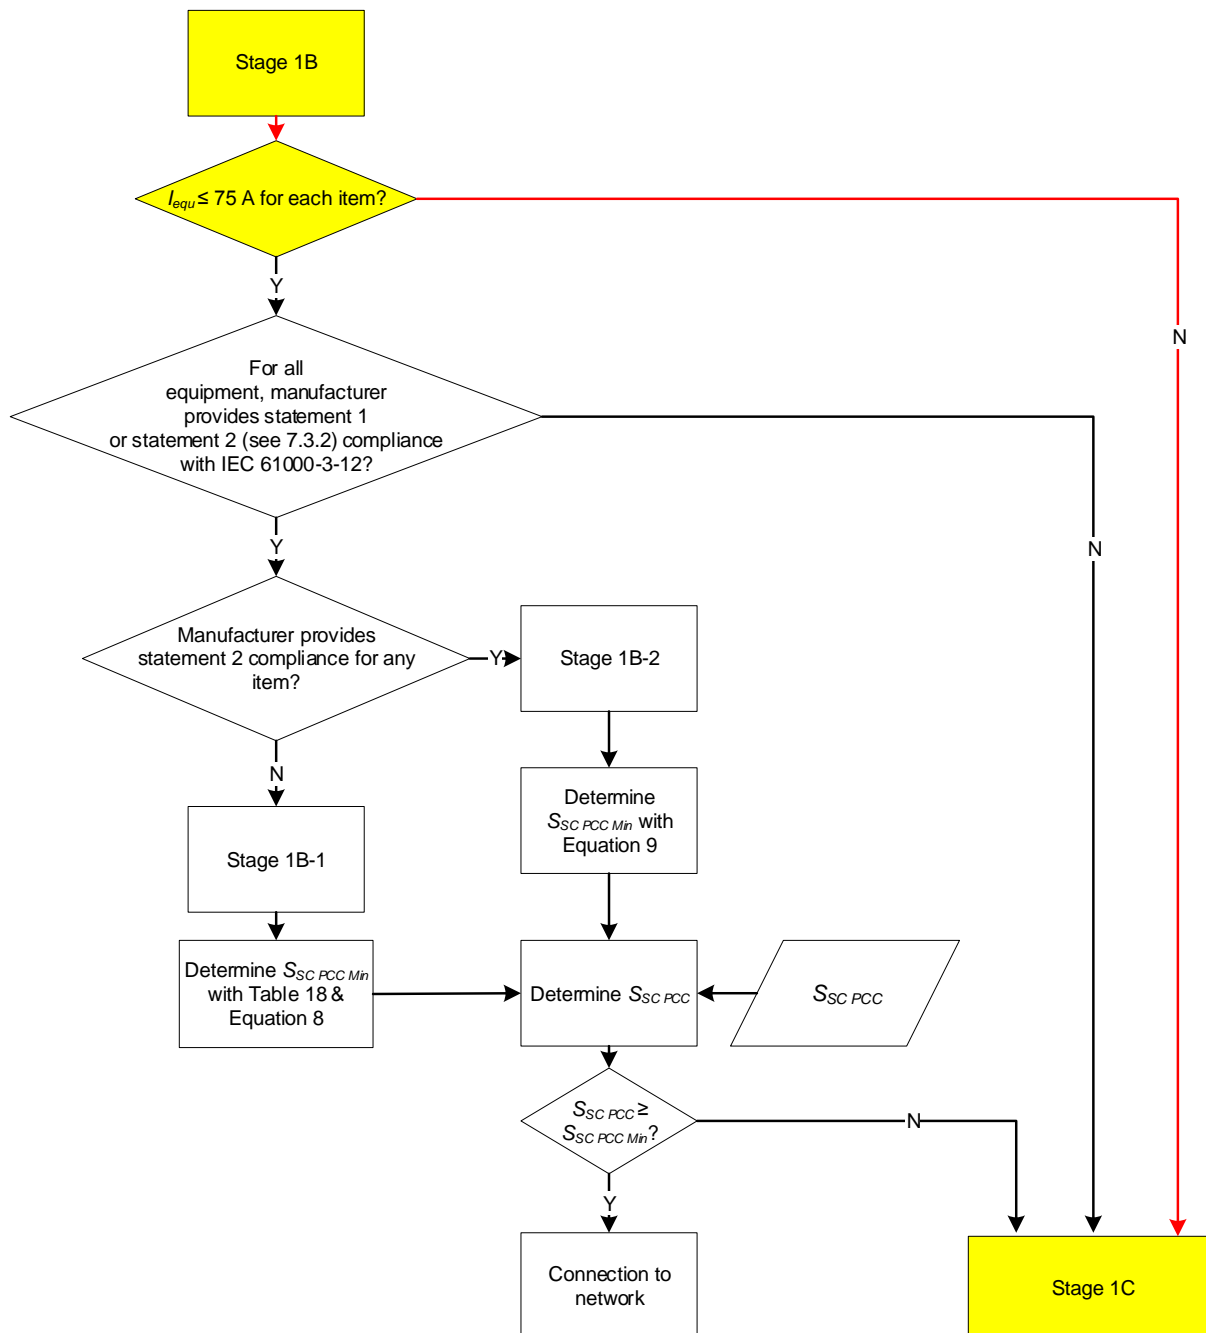 Stage 1B
Iequ ≤ 75 A for each item?
Y
N
For all
equipment, manufacturer
provides statement 1
or statement 2 (see 7.3.2) compliance
with IEC 61000-3-12?
Y
N
Manufacturer provides
statement 2 compliance for any
item?
Y
Stage 1B-2
N
Determine
SSC PCC Min with
Equation 9
Stage 1B-1
Determine SSC PCC Min
with Table 18 &
Equation 8
Determine SSC PCC
SSC PCC
SSC PCC ≥
SSC PCC Min?
N
Y
Connection to
network
Stage 1C